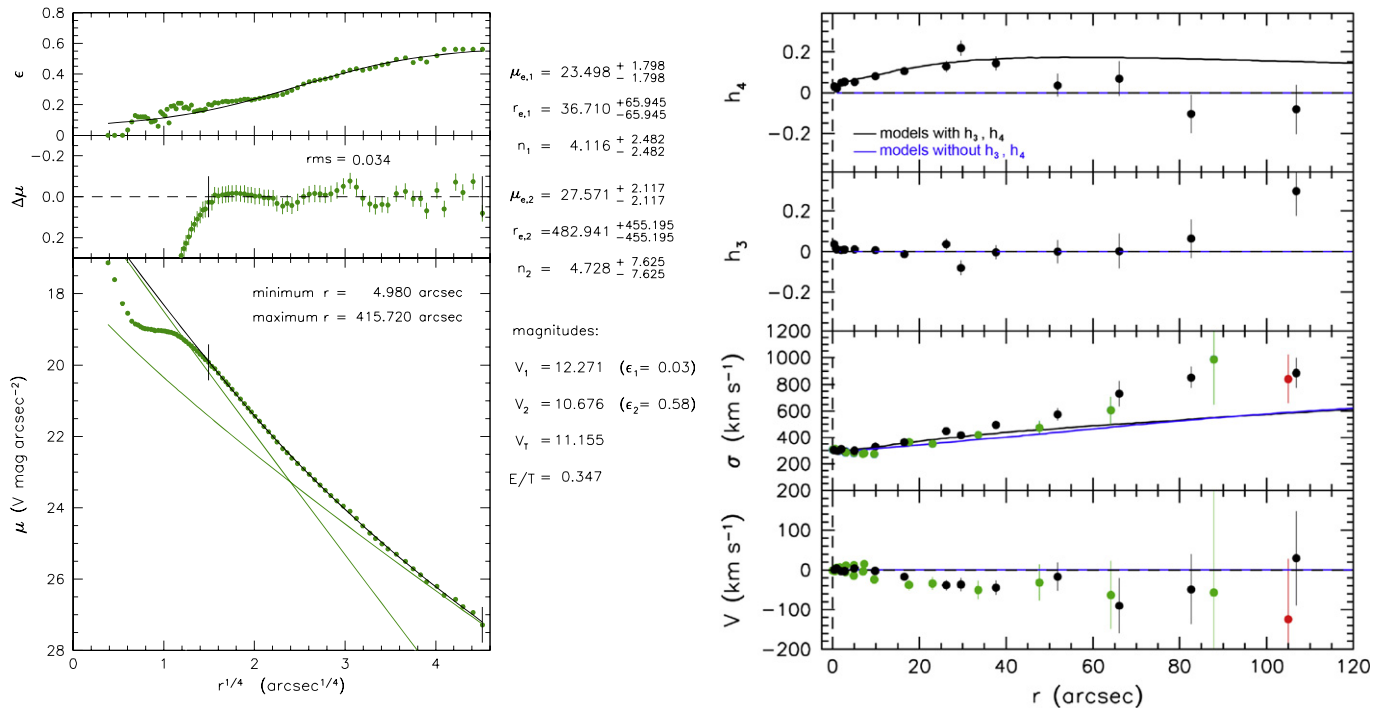 0.8
0.6
0.4
0.2
0
ϵ
−0.2
0.0
0.2
Δμ
rms = 0.034
18
20
22
24
26
28
μ (V mag arcsec⁻²)
minimum r = 4.980 arcsec
maximum r = 415.720 arcsec
0 1 2 3 4
r^1/4 (arcsec^1/4)
μe,1 = 23.498 + 1.798 − 1.798
re,1 = 36.710 +65.945 −65.945
n1 = 4.116 + 2.482 − 2.482
μe,2 = 27.571 + 2.117 − 2.117
re,2 =482.941 +455.195 −455.195
n2 = 4.728 + 7.625 − 7.625
magnitudes:
V1 = 12.271 (ϵ1= 0.03)
V2 = 10.676 (ϵ2= 0.58)
VT = 11.155
E/T = 0.347
0.2
0
−0.2
h4
models with h3, h4
models without h3, h4
0.2
0
−0.2
h3
1200
1000
800
600
400
200
σ (km s⁻¹)
200
100
0
−100
−200
V (km s⁻¹)
0 20 40 60 80 100 120
r (arcsec)